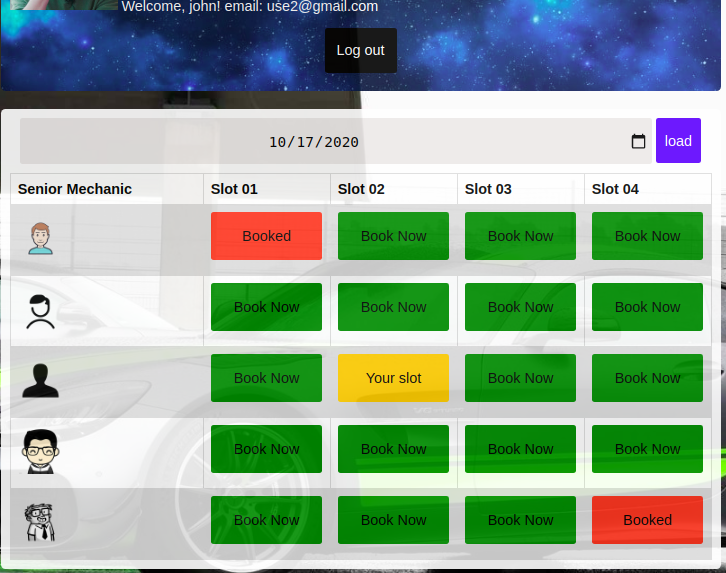 Welcome, john! email: use2@gmail.com
Log out
10/17/2020
load
Senior Mechanic Slot 01 Slot 02 Slot 03 Slot 04
Booked Book Now Book Now Book Now
Book Now Book Now Book Now Book Now
Book Now Your slot Book Now Book Now
Book Now Book Now Book Now Book Now
Book Now Book Now Book Now Booked